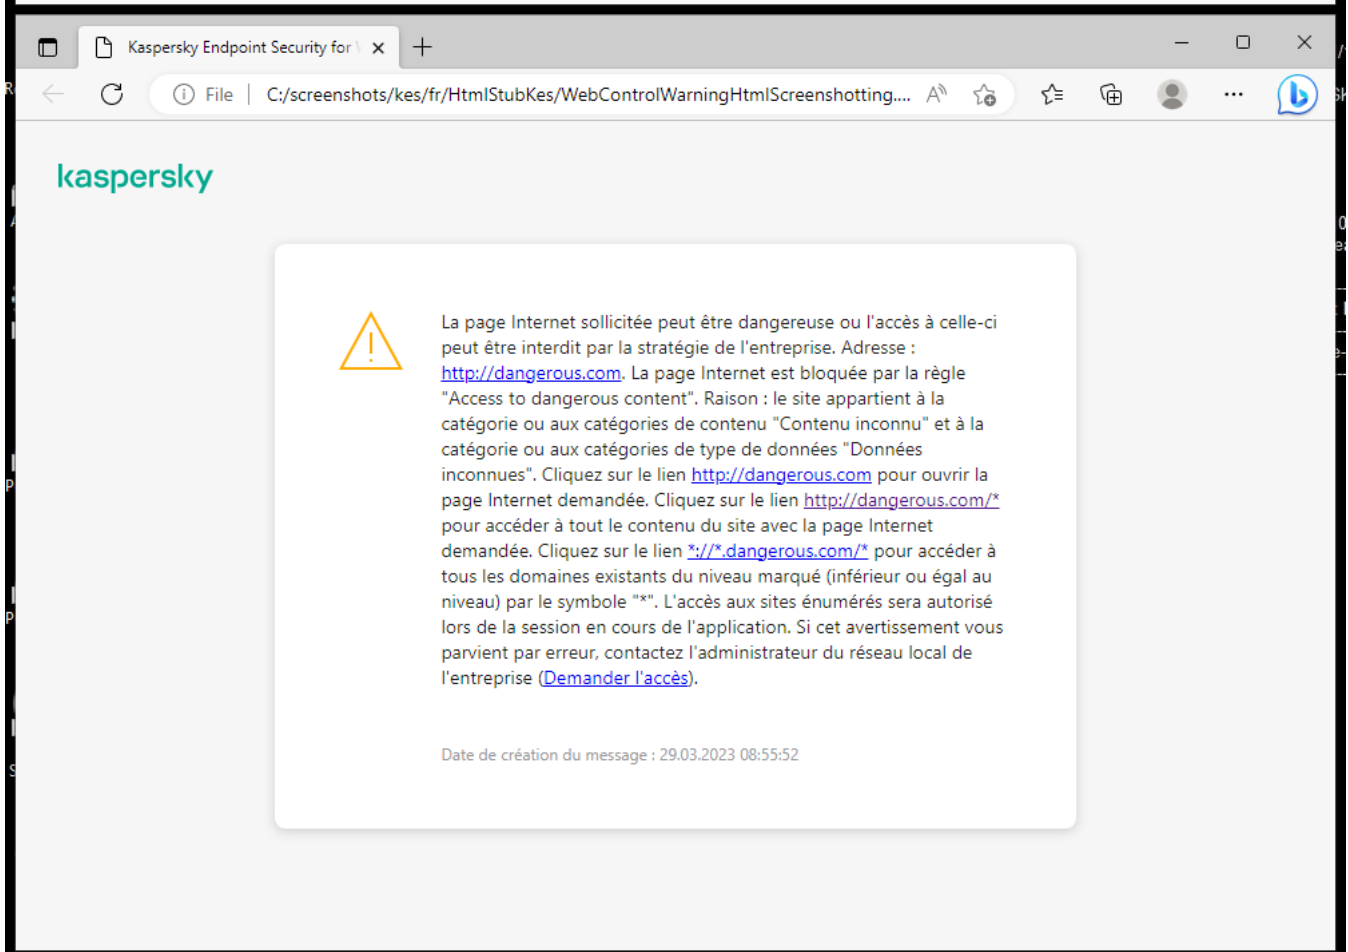 Kaspersky Endpoint Security for
File
C:/screenshots/kes/fr/HtmlStubKes/WebControlWarningHtmlScreenshotting....
kaspersky
La page Internet sollicitée peut être dangereuse ou l'accès à celle-ci
peut être interdit par la stratégie de l'entreprise. Adresse :
http://dangerous.com. La page Internet est bloquée par la règle
"Access to dangerous content". Raison : le site appartient à la
catégorie ou aux catégories de contenu "Contenu inconnu" et à la
catégorie ou aux catégories de type de données "Données
inconnues". Cliquez sur le lien http://dangerous.com pour ouvrir la
page Internet demandée. Cliquez sur le lien http://dangerous.com/*
pour accéder à tout le contenu du site avec la page Internet
demandée. Cliquez sur le lien *://*.dangerous.com/* pour accéder à
tous les domaines existants du niveau marqué (inférieur ou égal au
niveau) par le symbole "*". L'accès aux sites énumérés sera autorisé
lors de la session en cours de l'application. Si cet avertissement vous
parvient par erreur, contactez l'administrateur du réseau local de
l'entreprise (Demander l'accès).
Date de création du message : 29.03.2023 08:55:52